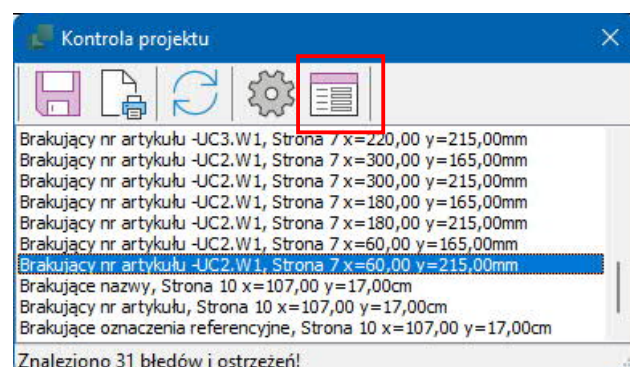 Kontrola projektu
Brakujący nr artykułu -UC3.W1, Strona 7 x=220,00 y=215,00mm
Brakujący nr artykułu -UC2.W1, Strona 7 x=300,00 y=165,00mm
Brakujący nr artykułu -UC2.W1, Strona 7 x=300,00 y=215,00mm
Brakujący nr artykułu -UC2.W1, Strona 7 x=180,00 y=165,00mm
Brakujący nr artykułu -UC2.W1, Strona 7 x=180,00 y=215,00mm
Brakujący nr artykułu -UC2.W1, Strona 7 x=60,00 y=165,00mm
Brakujący nr artykułu -UC2.W1, Strona 7 x=60,00 y=215,00mm
Brakujące nazwy, Strona 10 x=107,00 y=17,00cm
Brakujący nr artykułu, Strona 10 x=107,00 y=17,00cm
Brakujące oznaczenia referencyjne, Strona 10 x=107,00 y=17,00cm
Znaleziono 31 błędów i ostrzeżeń!